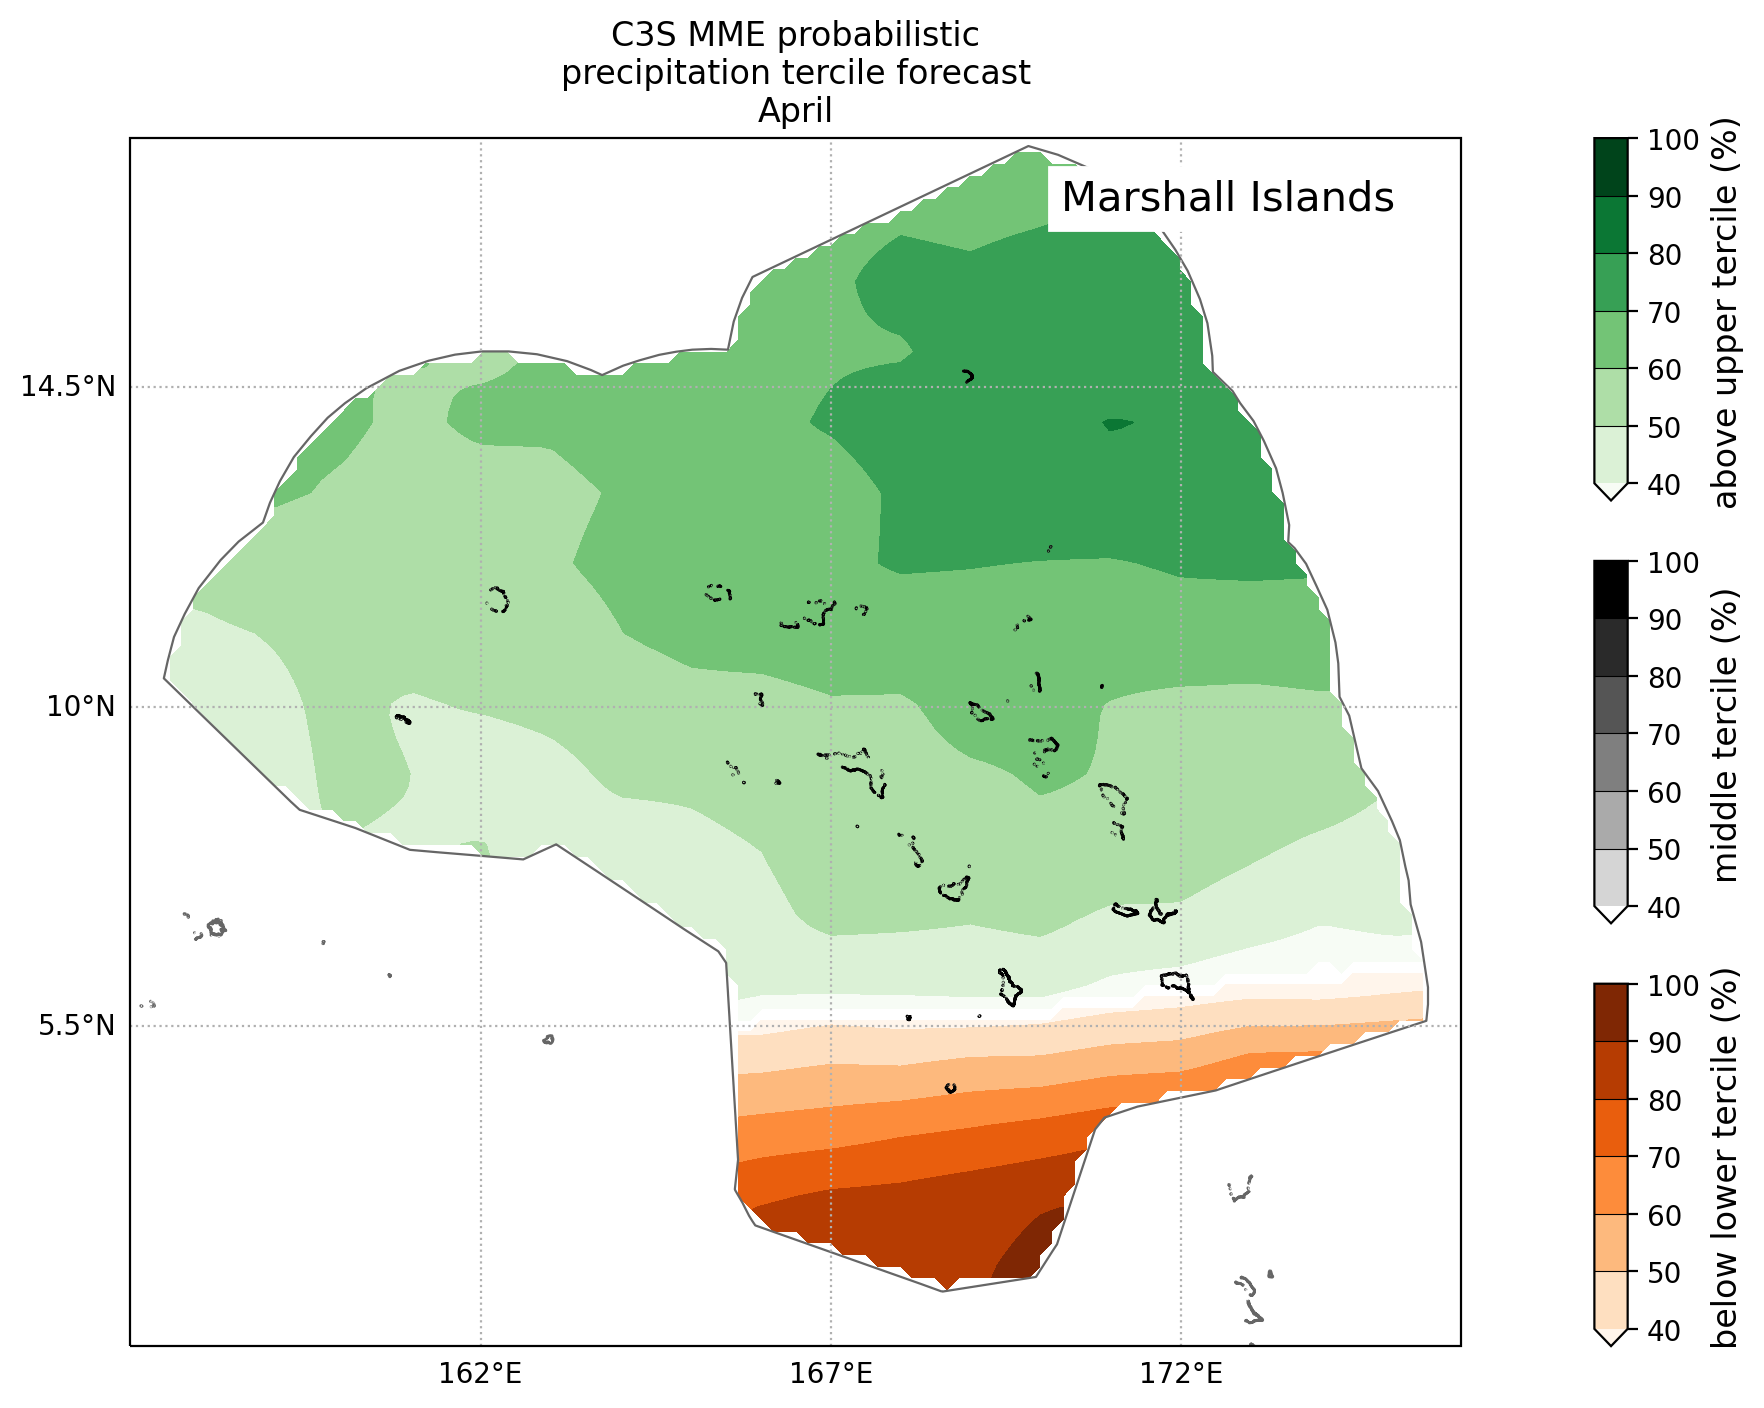 C3S MME probabilistic
precipitation tercile forecast
April
Marshall Islands
14.5°N
10°N
5.5°N
162°E
167°E
172°E
100
90
80
70
60
50
40
above upper tercile (%)
100
90
80
70
60
50
40
middle tercile (%)
100
90
80
70
60
50
40
below lower tercile (%)